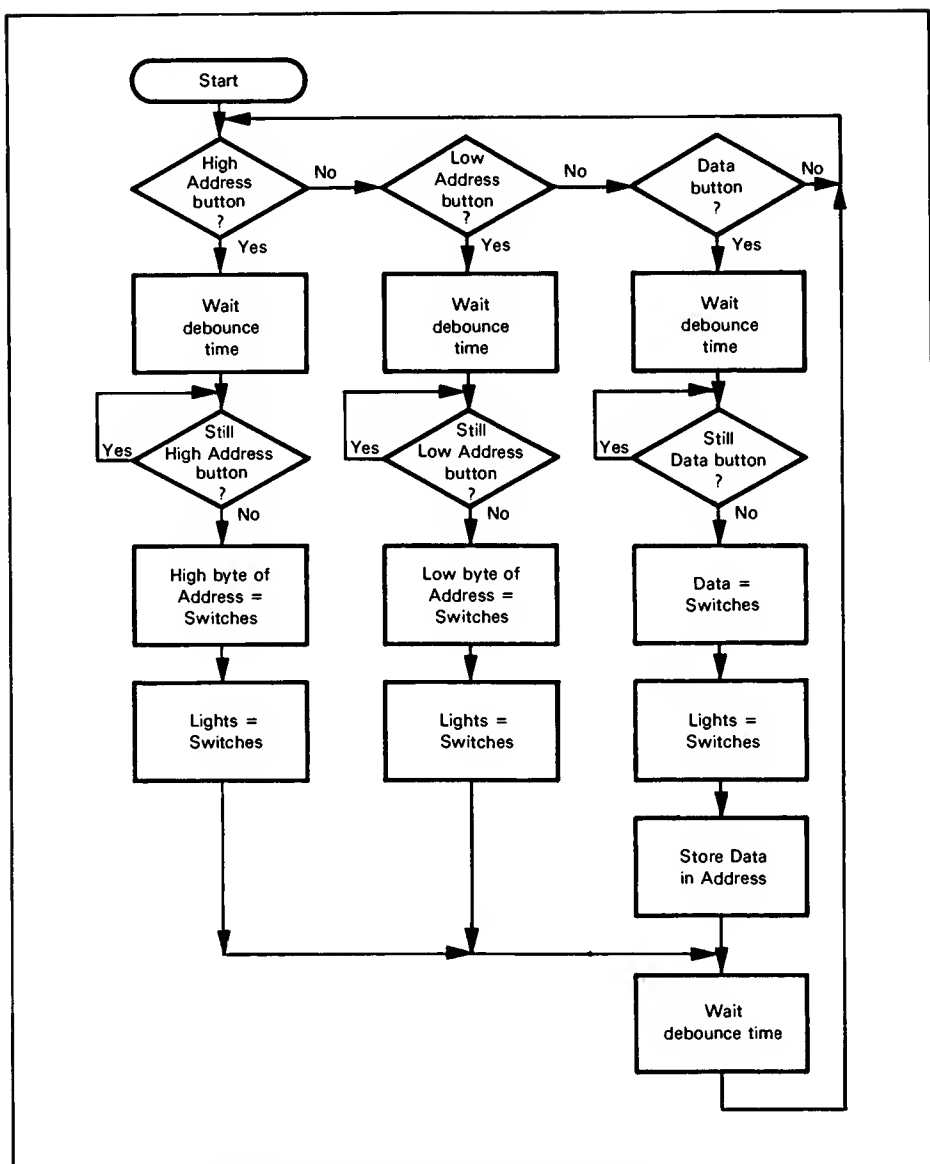 Start
High
Address
button
?
No
Low
Address
button
?
No
Data
button
?
No
Yes
Yes
Yes
Wait
debounce
time
Wait
debounce
time
Wait
debounce
time
Yes
Still
High Address
button
?
Yes
Still
Low Address
button
?
Yes
Still
Data button
?
No
No
No
High byte of
Address =
Switches
Low byte of
Address =
Switches
Data =
Switches
Lights =
Switches
Lights =
Switches
Lights =
Switches
Store Data
in Address
Wait
debounce time